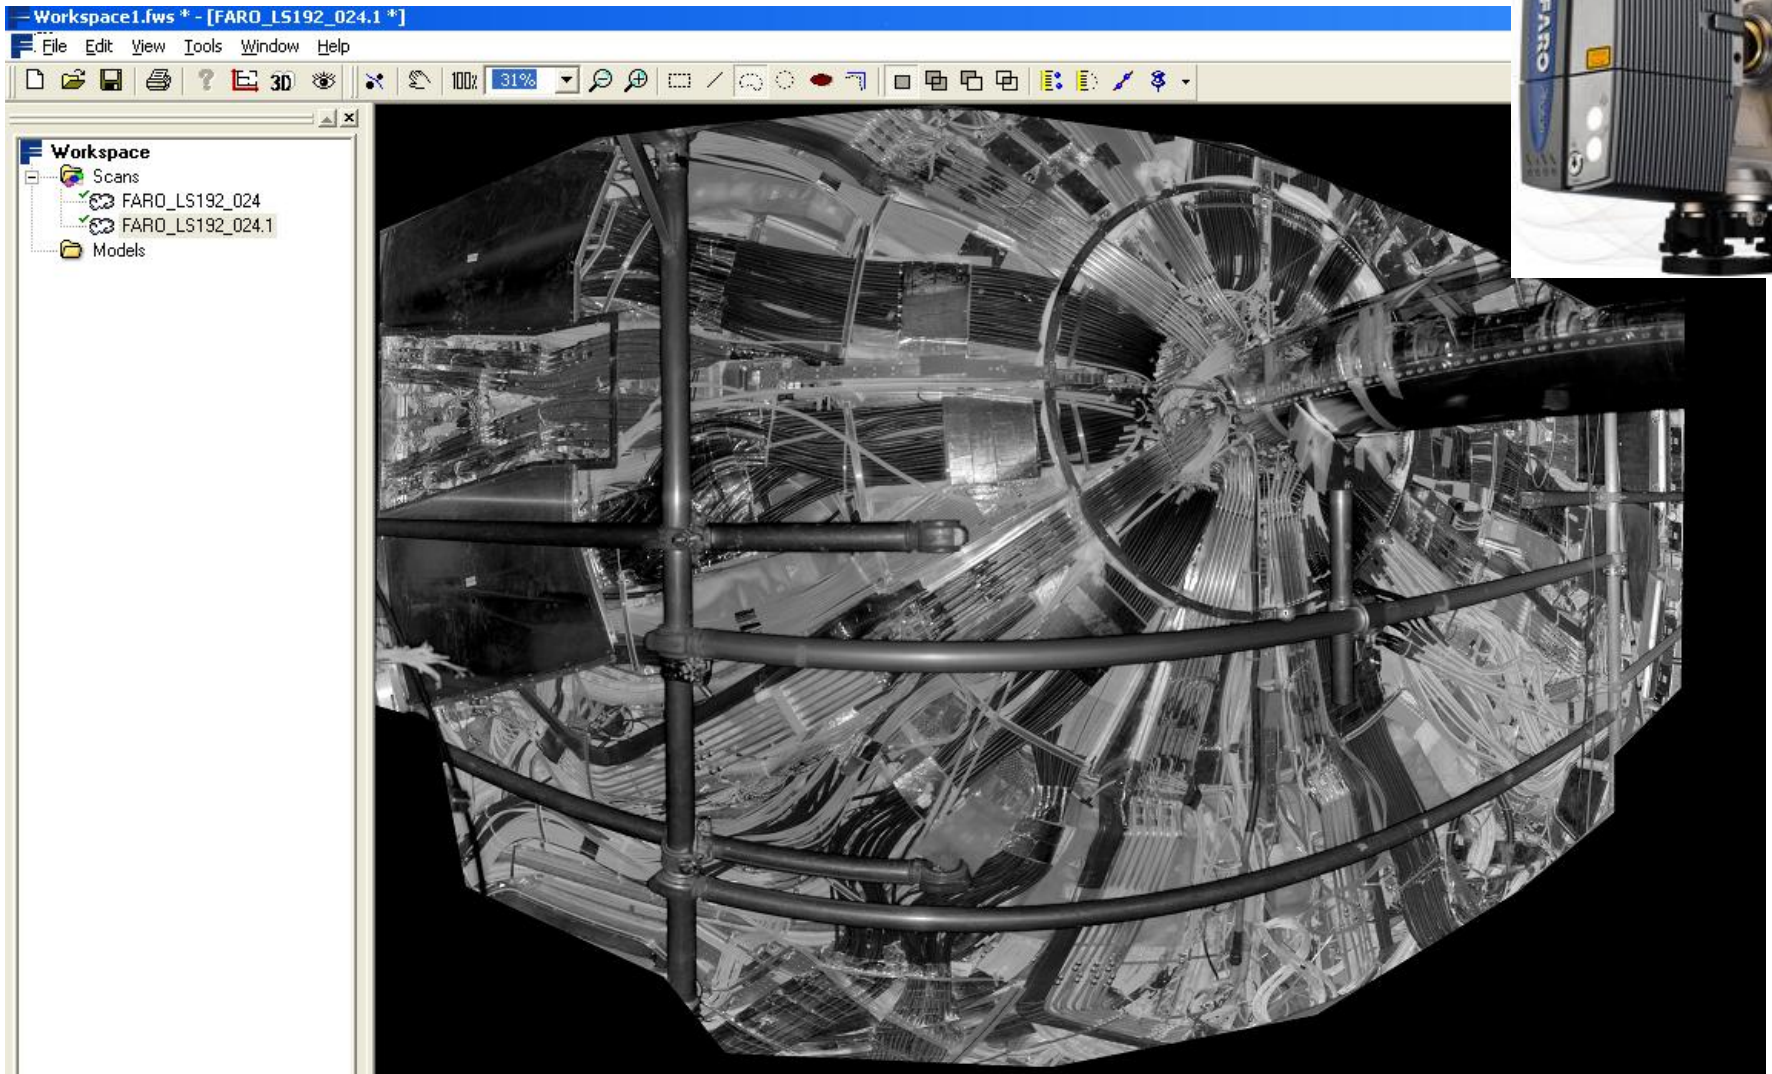 Workspace1.fws * - [FARO_LS192_024.1 *]
File Edit View Tools Window Help
100% 31% 3D
Workspace
Scans
FARO_LS192_024
FARO_LS192_024.1
Models
FARO